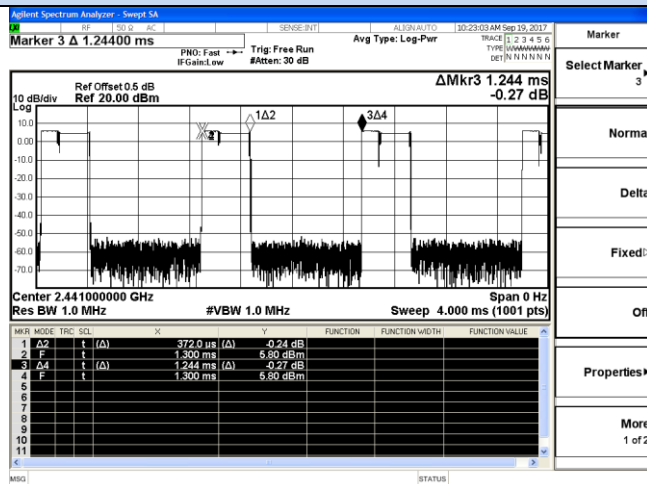 Agilent Spectrum Analyzer - Swept SA
RF 50 Ω AC SENSE:INT ALIGN AUTO 10:23:03 AM Sep 19, 2017
Marker 3 Δ 1.24400 ms
PNO: Fast Trig: Free Run
IFGain:Low #Atten: 30 dB
Avg Type: Log-Pwr
TRACE 1 2 3 4 5 6
TYPE
DET N N N N N N
ΔMkr3 1.244 ms
-0.27 dB
Ref Offset 0.5 dB
10 dB/div Ref 20.00 dBm
Log
1Δ2
3Δ4
10.0
0.00
-10.0
-20.0
-30.0
-40.0
-50.0
-60.0
-70.0
Center 2.441000000 GHz Span 0 Hz
Res BW 1.0 MHz #VBW 1.0 MHz Sweep 4.000 ms (1001 pts)
MKR MODE TRC SCL X Y FUNCTION FUNCTION WIDTH FUNCTION VALUE
1 Δ2 t (Δ) 372.0 us (Δ) -0.24 dB
2 F t 1.300 ms 5.80 dBm
3 Δ4 t (Δ) 1.244 ms (Δ) -0.27 dB
4 F t 1.300 ms 5.80 dBm
5
6
7
8
9
10
11
MSG STATUS
Marker
Select Marker
3
Norma
Delta
Fixed
Off
Properties
More
1 of 2